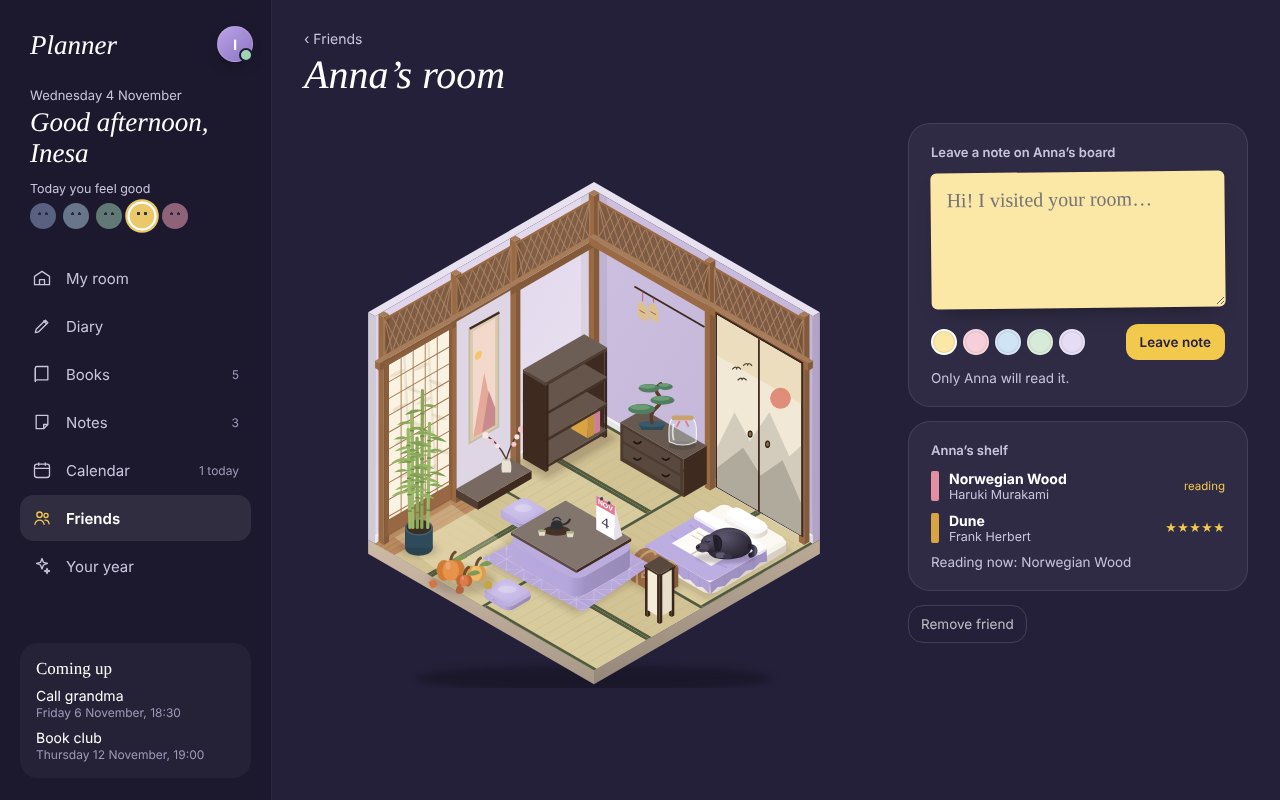 Planner
I
Wednesday 4 November
Good afternoon,
Inesa
Today you feel good
My room
Diary
Books 5
Notes 3
Calendar 1 today
Friends
Your year
Coming up
Call grandma
Friday 6 November, 18:30
Book club
Thursday 12 November, 19:00
‹ Friends
Anna’s room
NOV
4
Leave a note on Anna’s board
Hi! I visited your room…
Leave note
Only Anna will read it.
Anna’s shelf
Norwegian Wood
Haruki Murakami
reading
Dune
Frank Herbert
★★★★★
Reading now: Norwegian Wood
Remove friend